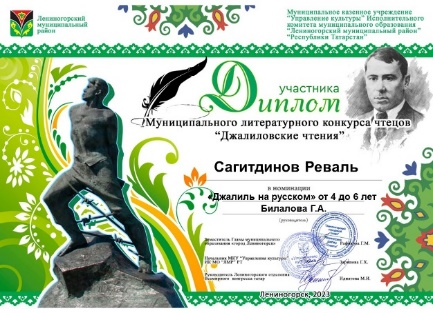 Лениногорский
муниципальный
район
Муниципальное казенное учреждение
"Управление культуры" Исполнительного
комитета муниципального образования
"Лениногорский муниципальный район"
Республики Татарстан"
участника
Диплом
Муниципального литературного конкурса чтецов
"Джалиловские чтения"
Сагитдинов Реваль
в номинации
«Джалиль на русском» от 4 до 6 лет
Билалова Г.А.
(руководитель)
Лениногорск, 2023